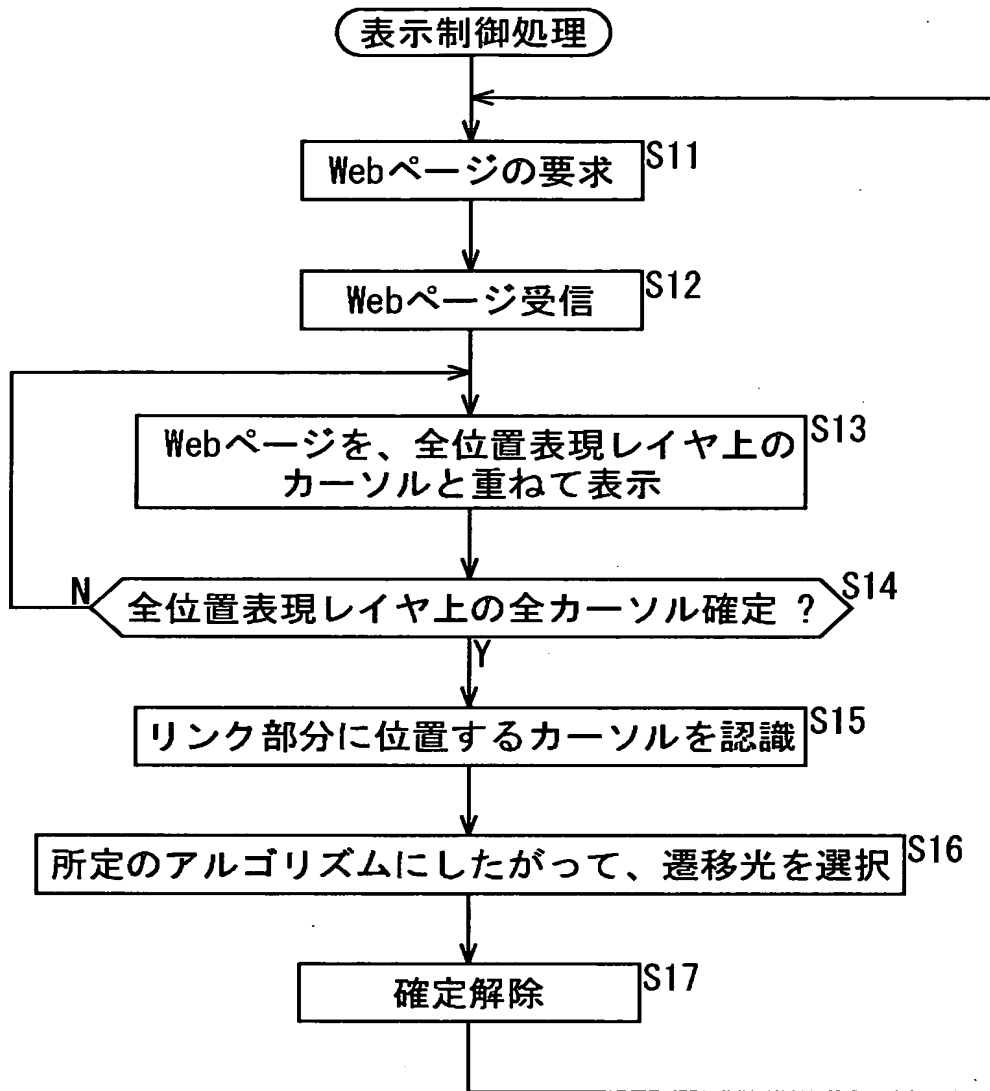 表示制御処理
Webページの要求
S11
Webページ受信
S12
Webページを、全位置表現レイヤ上の
カーソルと重ねて表示
S13
全位置表現レイヤ上の全カーソル確定 ?
S14
N
Y
リンク部分に位置するカーソルを認識
S15
所定のアルゴリズムにしたがって、遷移光を選択
S16
確定解除
S17